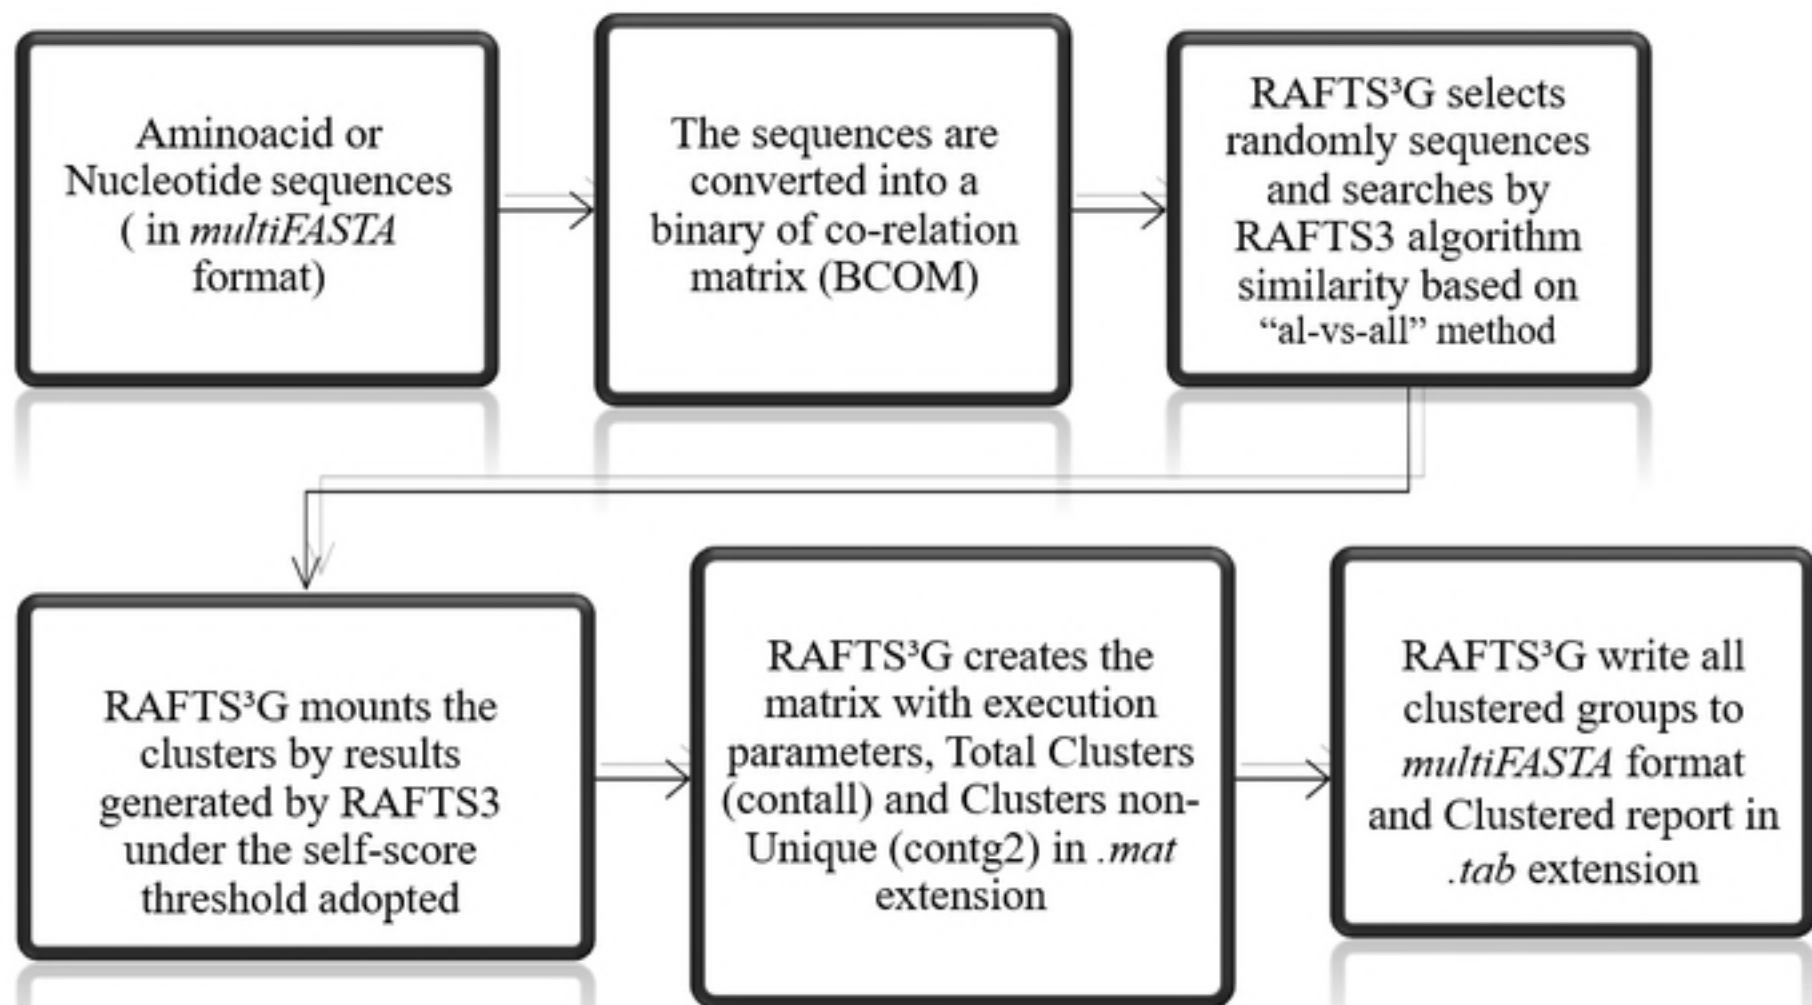 Aminoacid or
Nucleotide sequences
( in multiFASTA
format)
The sequences are
converted into a
binary of co-relation
matrix (BCOM)
RAFTS³G selects
randomly sequences
and searches by
RAFTS3 algorithm
similarity based on
“al-vs-all” method
RAFTS³G mounts the
clusters by results
generated by RAFTS3
under the self-score
threshold adopted
RAFTS³G creates the
matrix with execution
parameters, Total Clusters
(contall) and Clusters non-
Unique (contg2) in .mat
extension
RAFTS³G write all
clustered groups to
multiFASTA format
and Clustered report in
.tab extension